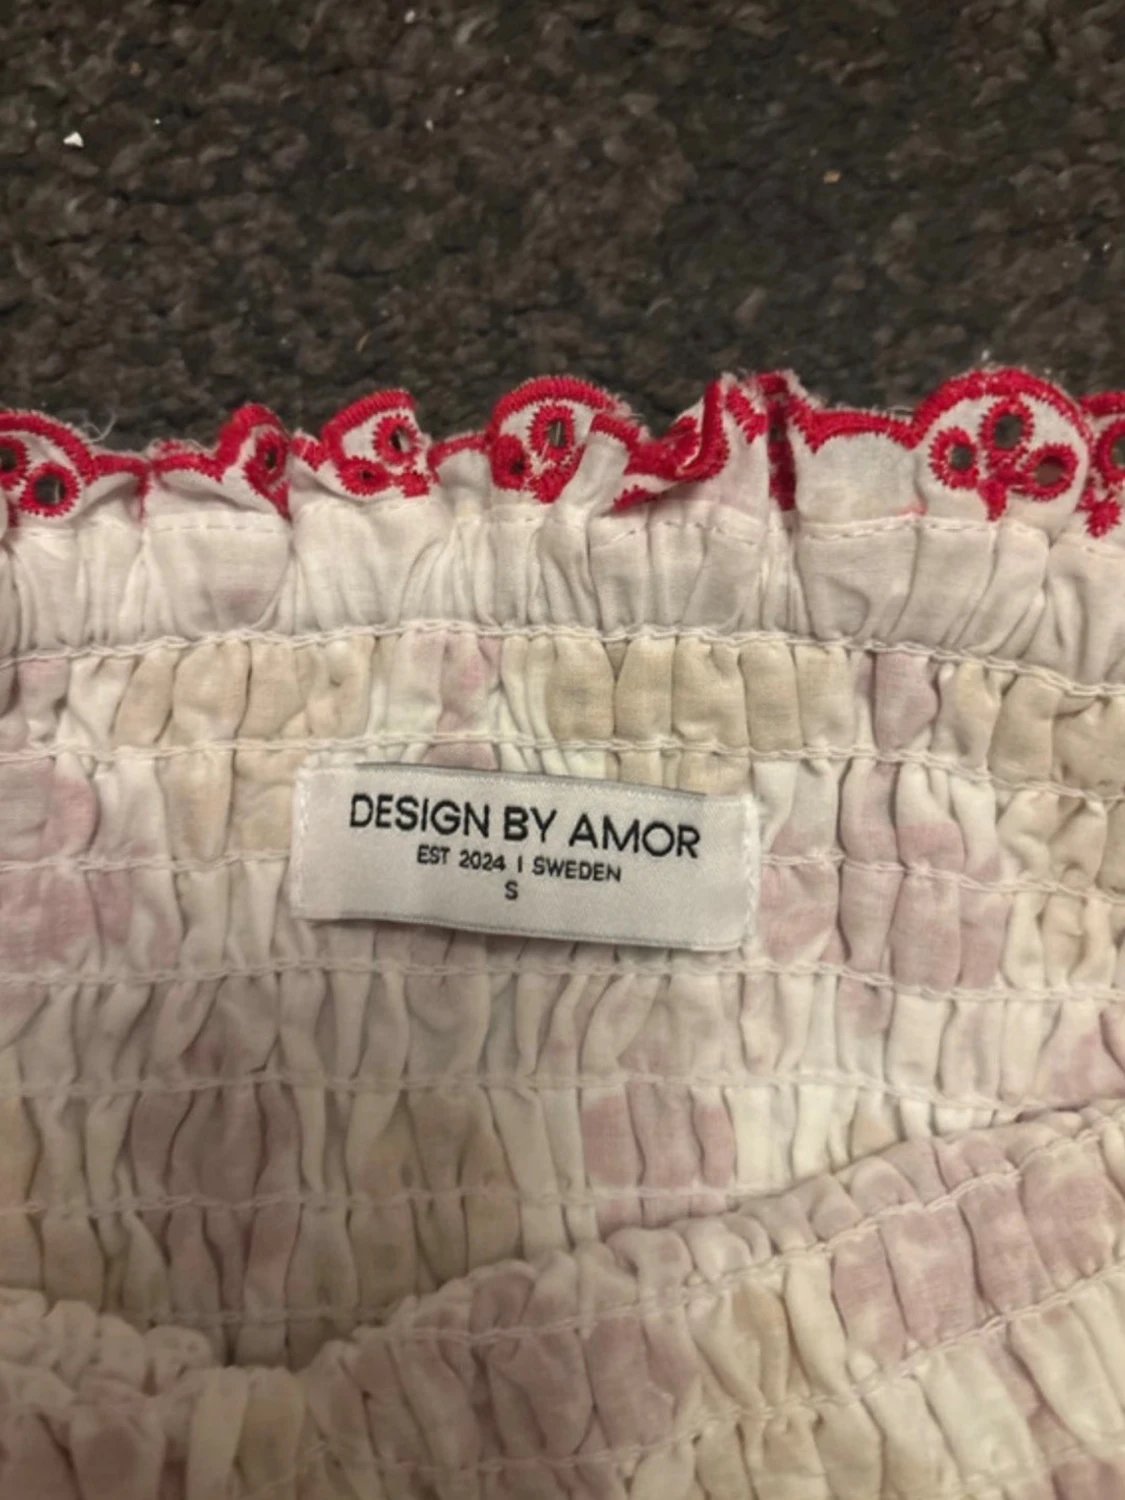 DESIGN BY AMOR
EST 2024 | SWEDEN
S